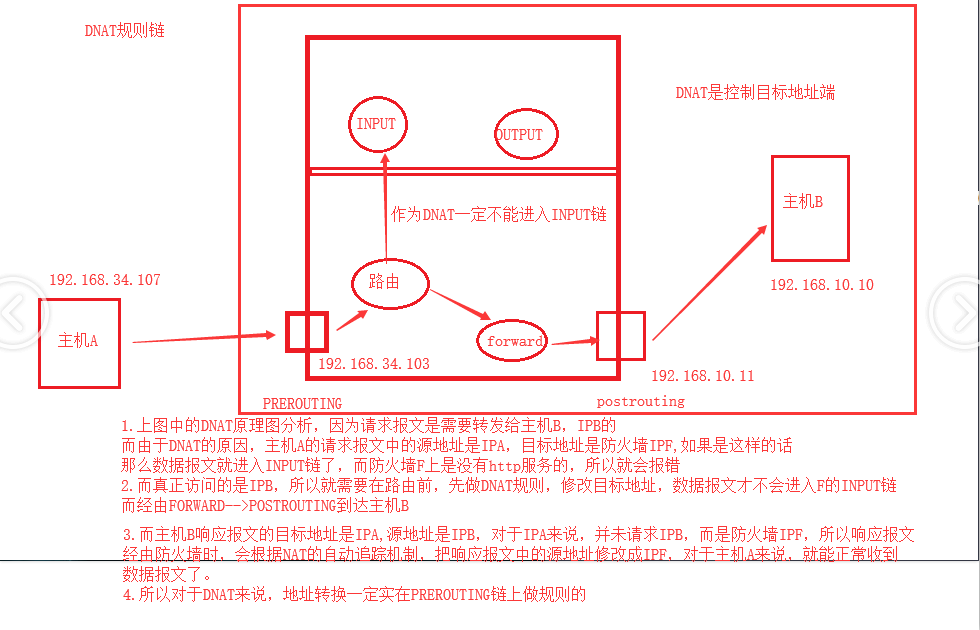 DNAT规则链
DNAT是控制目标地址端
INPUT
OUTPUT
主机B
作为DNAT一定不能进入INPUT链
192.168.34.107
路由
192.168.10.10
主机A
forward
192.168.34.103
192.168.10.11
PREROUTING
postrouting
1.上图中的DNAT原理图分析，因为请求报文是需要转发给主机B，IPB的
而由于DNAT的原因，主机A的请求报文中的源地址是IPA，目标地址是防火墙IPF,如果是这样的话
那么数据报文就进入INPUT链了，而防火墙F上是没有http服务的，所以就会报错
2.而真正访问的是IPB，所以就需要在路由前，先做DNAT规则，修改目标地址，数据报文才不会进入F的INPUT链
而经由FORWARD-->POSTROUTING到达主机B
3.而主机B响应报文的目标地址是IPA,源地址是IPB，对于IPA来说，并未请求IPB，而是防火墙IPF，所以响应报文
经由防火墙时，会根据NAT的自动追踪机制，把响应报文中的源地址修改成IPF，对于主机A来说，就能正常收到
数据报文了。
4.所以对于DNAT来说，地址转换一定实在PREROUTING链上做规则的